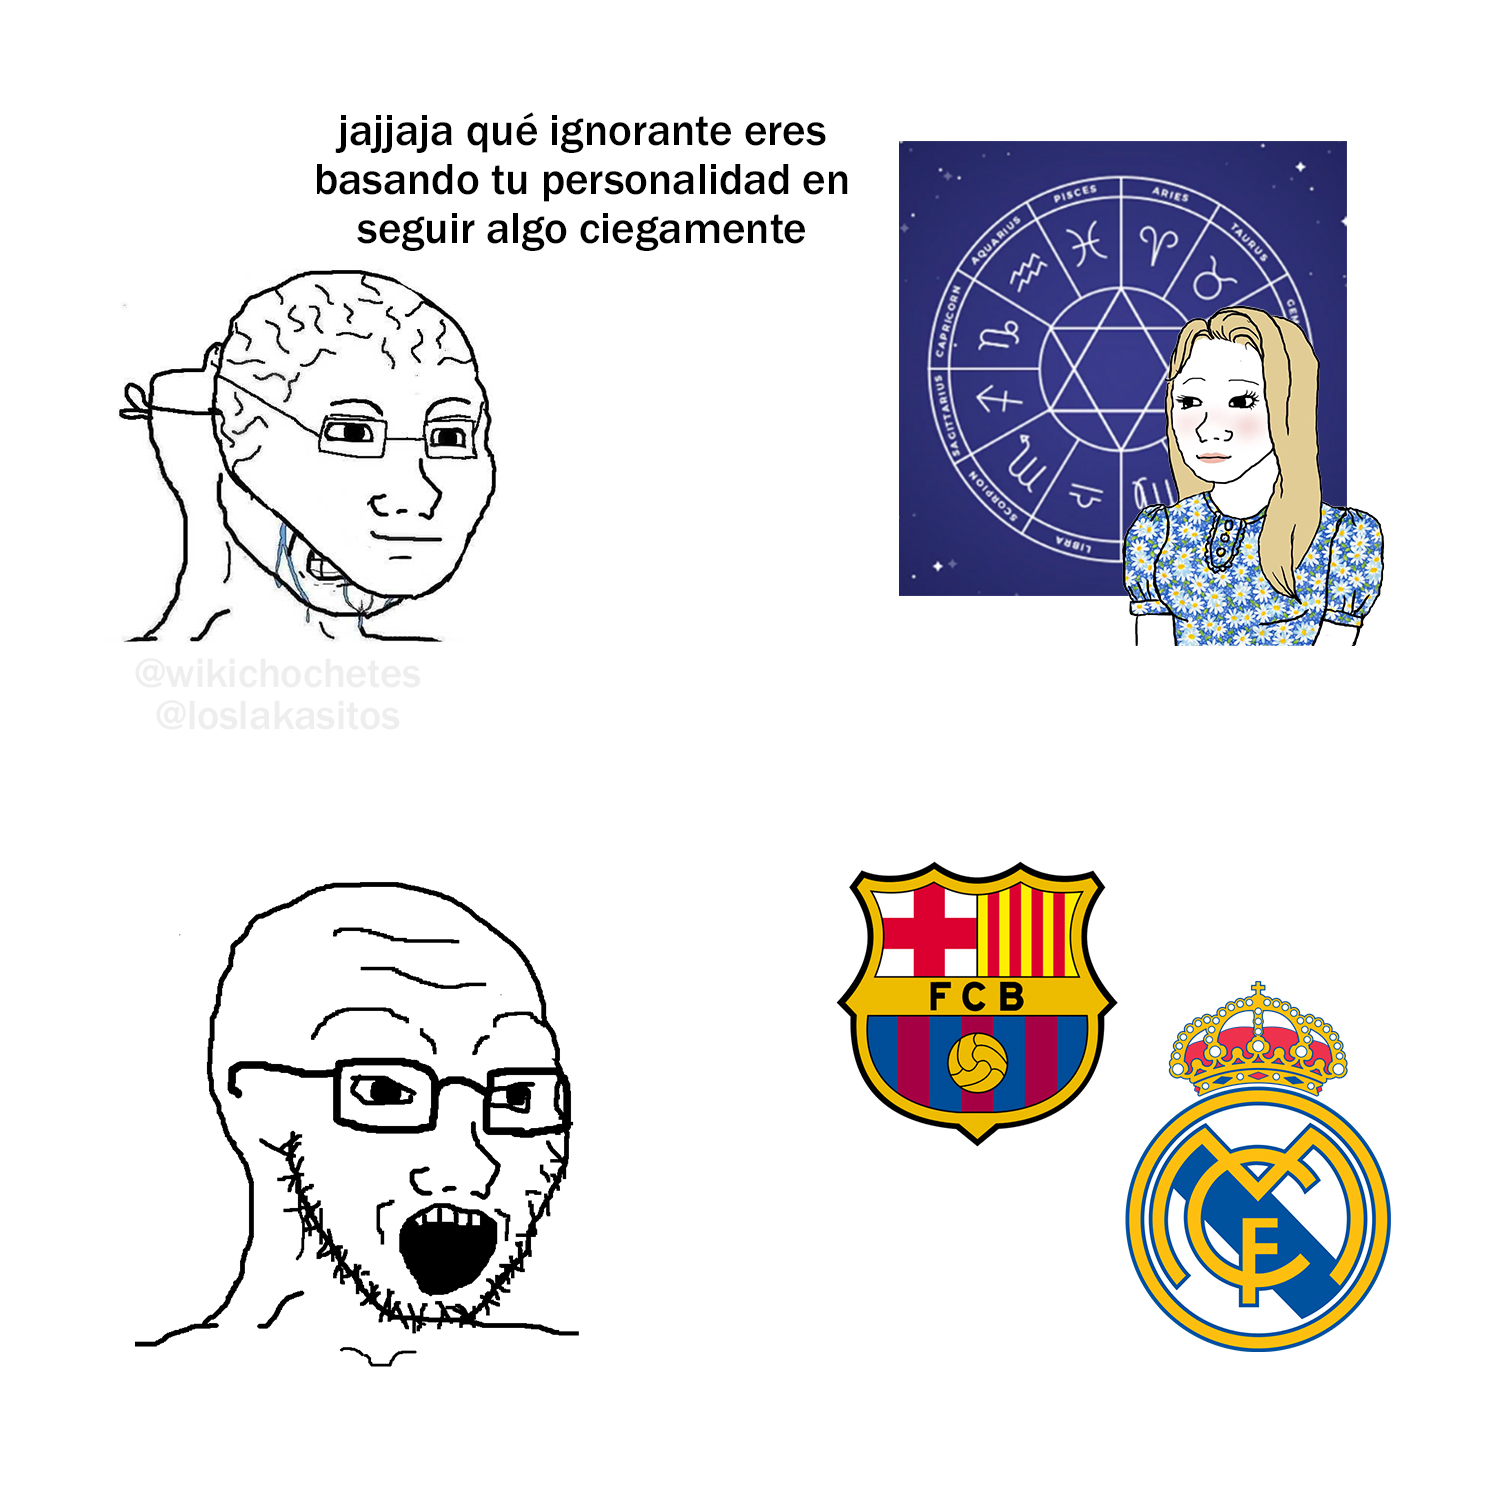 jajjaja qué ignorante eres
basando tu personalidad en
seguir algo ciegamente
PISCES
ARIES
AQUARIUS
TAURUS
CAPRICORN
GEM
SAGITTARIUS
SCORPION
LIBRA
@wikichochetes
@loslakasitos
FCB